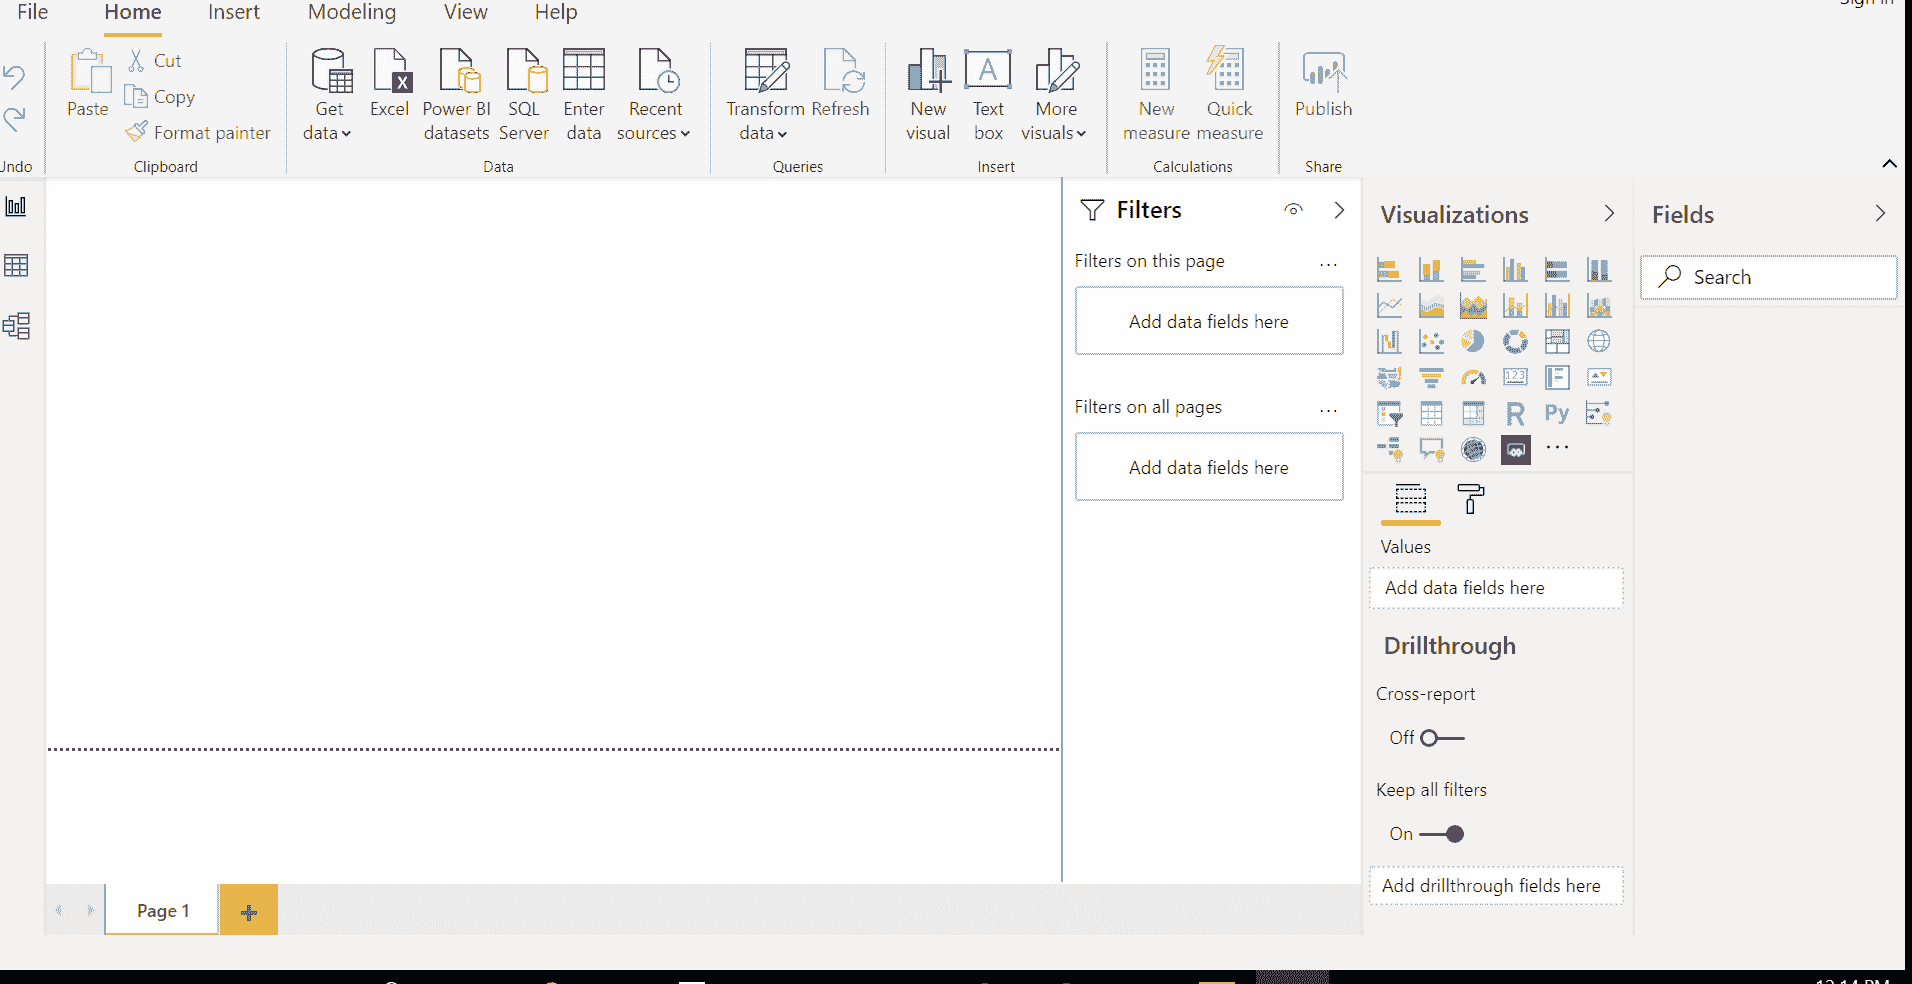 Sign in
File Home Insert Modeling View Help
Cut
Copy
Format painter
Paste
Get data
Excel
Power BI datasets
SQL Server
Enter data
Recent sources
Transform data
Refresh
New visual
Text box
More visuals
New measure
Quick measure
Publish
Undo
Clipboard
Data
Queries
Insert
Calculations
Share
Filters
Filters on this page ...
Add data fields here
Filters on all pages ...
Add data fields here
Visualizations
123
R
Py
...
Values
Add data fields here
Drillthrough
Cross-report
Off
Keep all filters
On
Add drillthrough fields here
Fields
Search
Page 1
12:14 PM